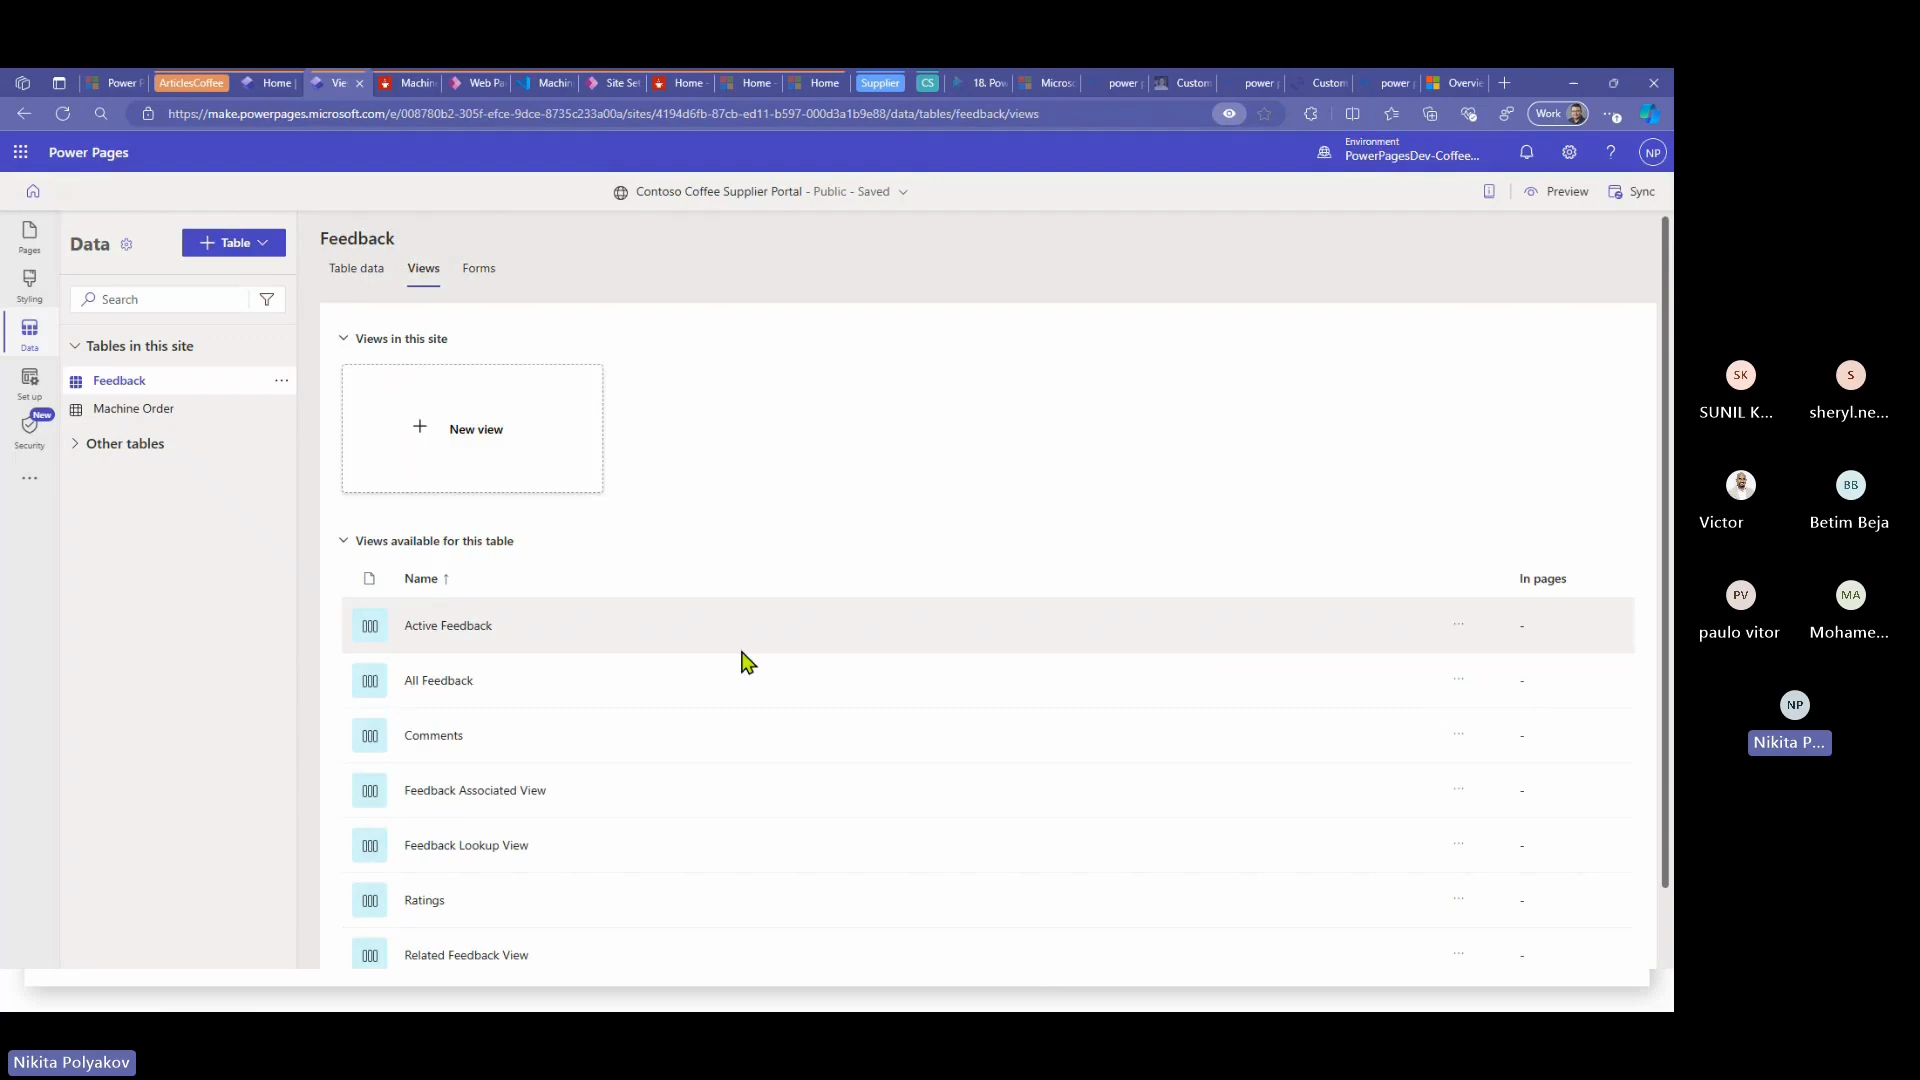 Power P
ArticlesCoffee
Home
Vie
Machin
Web Pa
Machin
Site Set
Home -
Home -
Home
Supplier
CS
18. Pow
Microso
power p
Custom
power p
Custom
power p
Overvie
https://make.powerpages.microsoft.com/e/008780b2-305f-efce-9dce-8735c233a00a/sites/4194d6fb-87cb-ed11-b597-000d3a1b9e88/data/tables/feedback/views
Work
Power Pages
Environment
PowerPagesDev-Coffee...
NP
Contoso Coffee Supplier Portal - Public - Saved
Preview
Sync
Pages
Styling
Data
Set up
New
Security
Data
Table
Search
Tables in this site
Feedback
Machine Order
Other tables
Feedback
Table data
Views
Forms
Views in this site
New view
Views available for this table
Name ↑
In pages
Active Feedback
-
All Feedback
-
Comments
-
Feedback Associated View
-
Feedback Lookup View
-
Ratings
-
Related Feedback View
-
SK
SUNIL K...
S
sheryl.ne...
Victor
BB
Betim Beja
PV
paulo vitor
MA
Mohame...
NP
Nikita P...
Nikita Polyakov